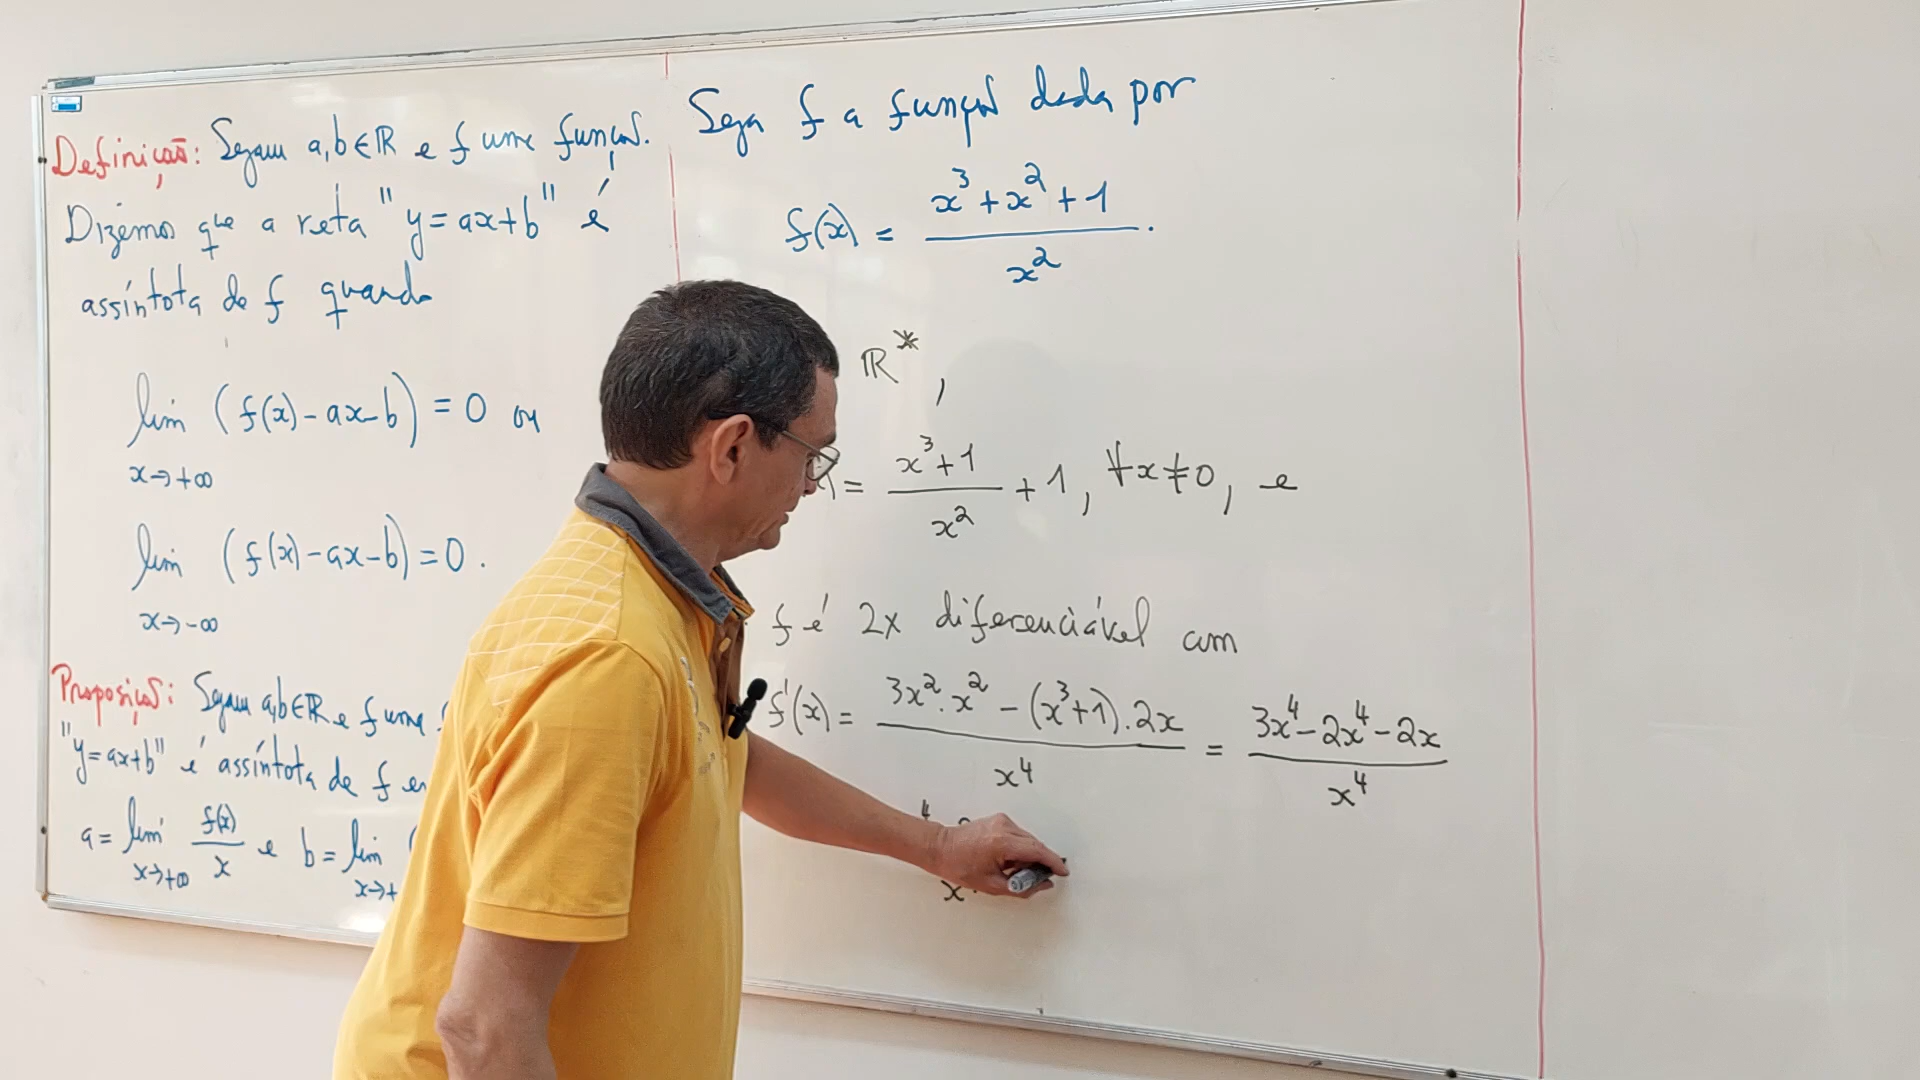 Definição: Sejam a,b∈ℝ e f uma função.
Dizemos que a reta "y=ax+b" é
assíntota de f quando
lim (f(x)-ax-b) = 0 ou
x→+∞
lim (f(x)-ax-b) = 0.
x→-∞
Proposição: Sejam a,b∈ℝ e f uma
"y=ax+b" é assíntota de f em
a = lim f(x)/x e b = lim (
x→+∞ x→+
Seja f a função dada por
f(x) = (x³+x²+1)/x².
ℝ*,
= (x³+1)/x² + 1, ∀x≠0, e
f é 2x diferenciável com
f'(x) = (3x².x² - (x³+1).2x)/x⁴ = (3x⁴-2x⁴-2x)/x⁴